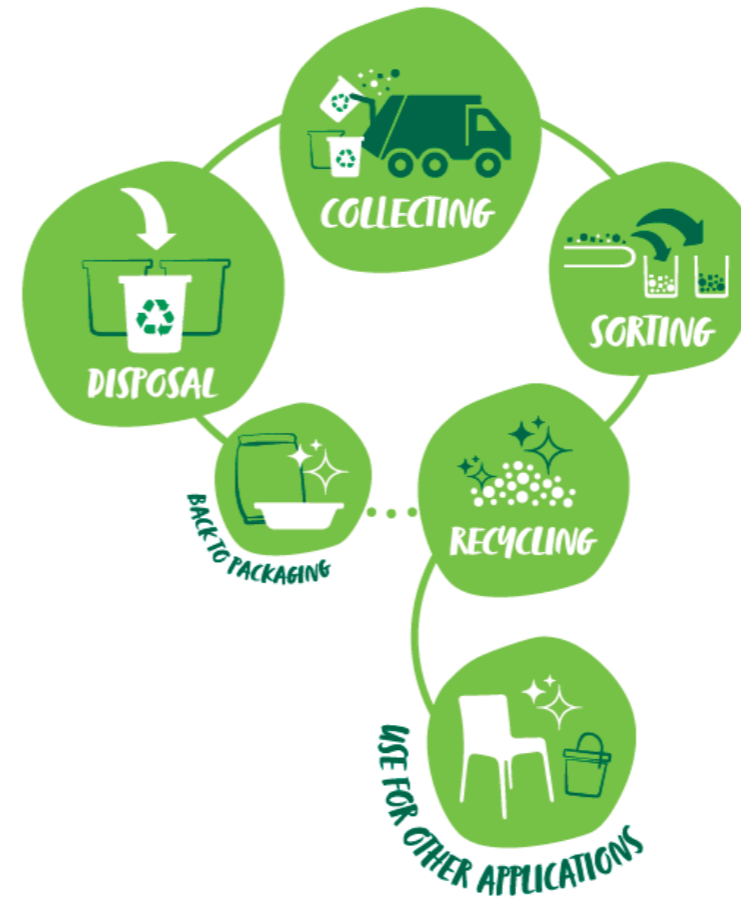 COLLECTING
SORTING
DISPOSAL
RECYCLING
BACK TO PACKAGING
USE FOR OTHER APPLICATIONS